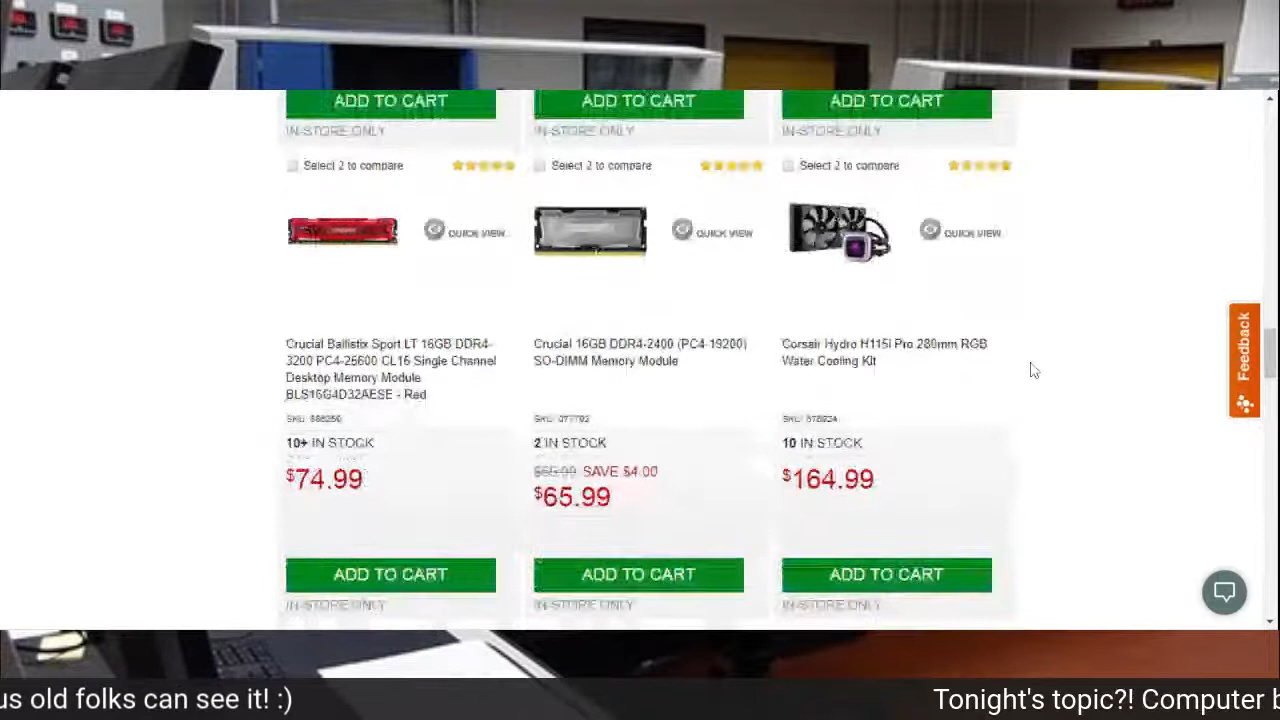 ADD TO CART ADD TO CART ADD TO CART
IN-STORE ONLY IN-STORE ONLY IN-STORE ONLY
Select 2 to compare Select 2 to compare Select 2 to compare
QUICK VIEW QUICK VIEW QUICK VIEW
Crucial Ballistix Sport LT 16GB DDR4-
3200 PC4-25600 CL16 Single Channel
Desktop Memory Module
BLS16G4D32AESE - Red
SKU:
10+ IN STOCK
$74.99
ADD TO CART
IN-STORE ONLY
Crucial 16GB DDR4-2400 (PC4-19200)
SO-DIMM Memory Module
SKU:
2 IN STOCK
SAVE $4.00
$65.99
ADD TO CART
IN-STORE ONLY
Corsair Hydro H115i Pro 280mm RGB
Water Cooling Kit
SKU:
10 IN STOCK
$164.99
ADD TO CART
IN-STORE ONLY
Feedback
us old folks can see it! :) Tonight's topic?! Computer b